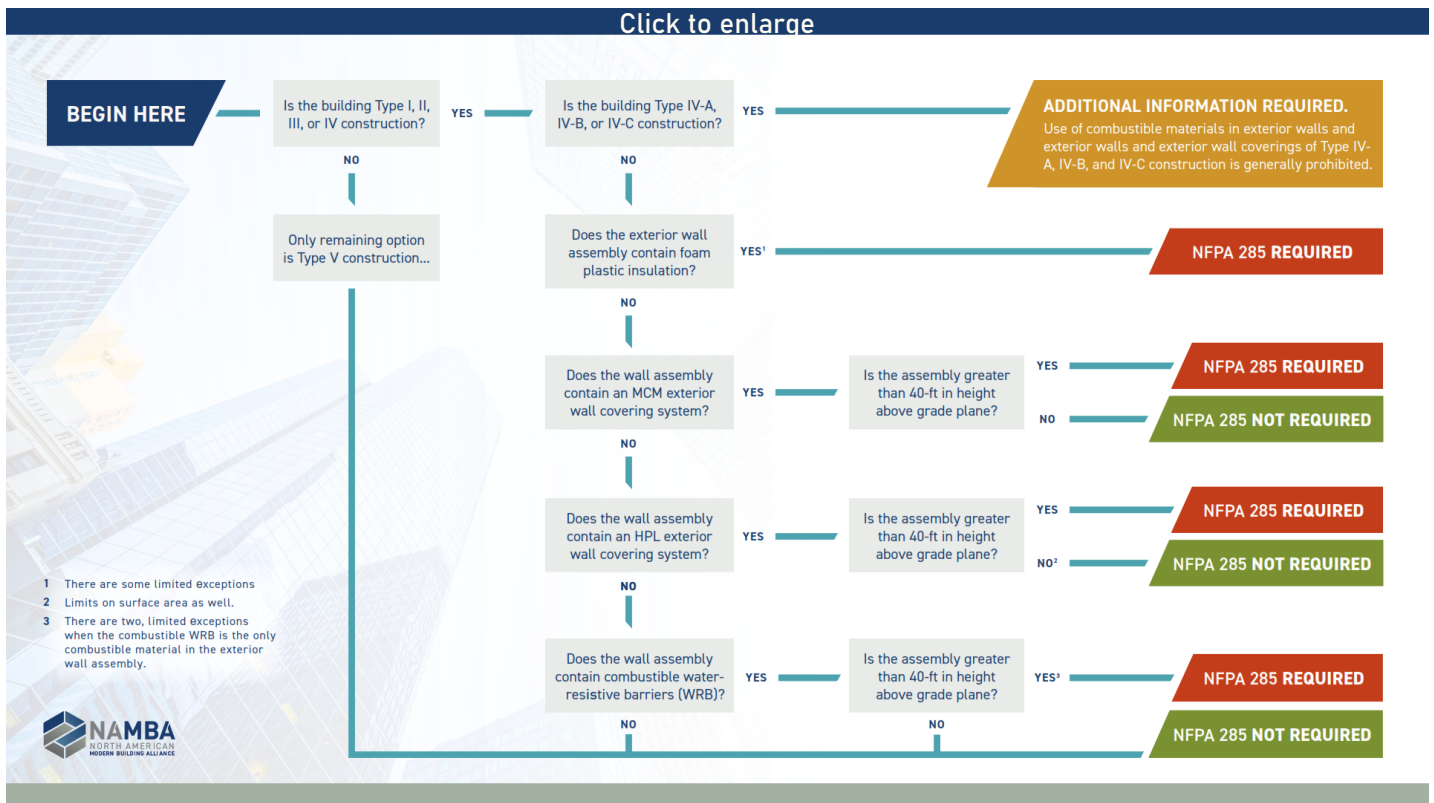 Click to enlarge
BEGIN HERE
Is the building Type I, II,
III, or IV construction?
YES
Is the building Type IV-A,
IV-B, or IV-C construction?
YES
ADDITIONAL INFORMATION REQUIRED.
Use of combustible materials in exterior walls and
exterior walls and exterior wall coverings of Type IV-
A, IV-B, and IV-C construction is generally prohibited.
NO
NO
Only remaining option
is Type V construction...
Does the exterior wall
assembly contain foam
plastic insulation?
YES¹
NFPA 285 REQUIRED
NO
Does the wall assembly
contain an MCM exterior
wall covering system?
YES
Is the assembly greater
than 40-ft in height
above grade plane?
YES
NFPA 285 REQUIRED
NO
NFPA 285 NOT REQUIRED
NO
Does the wall assembly
contain an HPL exterior
wall covering system?
YES
Is the assembly greater
than 40-ft in height
above grade plane?
YES
NFPA 285 REQUIRED
NO²
NFPA 285 NOT REQUIRED
NO
Does the wall assembly
contain combustible water-
resistive barriers (WRB)?
YES
Is the assembly greater
than 40-ft in height
above grade plane?
YES³
NFPA 285 REQUIRED
NO
NO
NFPA 285 NOT REQUIRED
1 There are some limited exceptions
2 Limits on surface area as well.
3 There are two, limited exceptions
when the combustible WRB is the only
combustible material in the exterior
wall assembly.
NAMBA
NORTH AMERICAN
MODERN BUILDING ALLIANCE